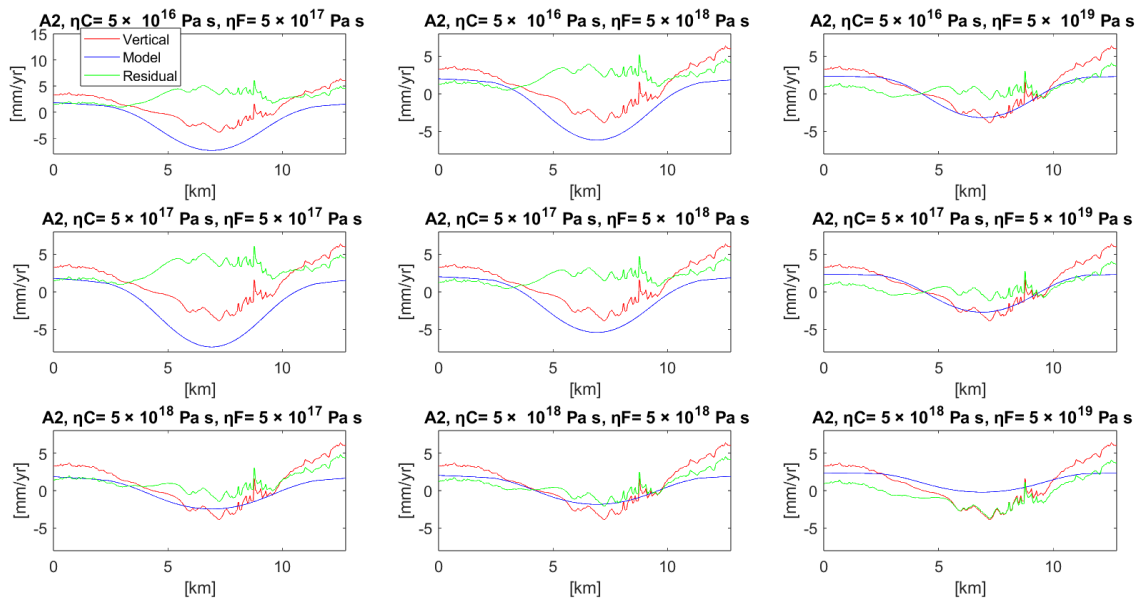 A2, ηC= 5 × 10^16 Pa s, ηF= 5 × 10^17 Pa s
15
10
5
0
-5
[mm/yr]
Vertical
Model
Residual
0 5 10
[km]
A2, ηC= 5 × 10^16 Pa s, ηF= 5 × 10^18 Pa s
5
0
-5
[mm/yr]
0 5 10
[km]
A2, ηC= 5 × 10^16 Pa s, ηF= 5 × 10^19 Pa s
5
0
-5
[mm/yr]
0 5 10
[km]
A2, ηC= 5 × 10^17 Pa s, ηF= 5 × 10^17 Pa s
5
0
-5
[mm/yr]
0 5 10
[km]
A2, ηC= 5 × 10^17 Pa s, ηF= 5 × 10^18 Pa s
5
0
-5
[mm/yr]
0 5 10
[km]
A2, ηC= 5 × 10^17 Pa s, ηF= 5 × 10^19 Pa s
5
0
-5
[mm/yr]
0 5 10
[km]
A2, ηC= 5 × 10^18 Pa s, ηF= 5 × 10^17 Pa s
5
0
-5
[mm/yr]
0 5 10
[km]
A2, ηC= 5 × 10^18 Pa s, ηF= 5 × 10^18 Pa s
5
0
-5
[mm/yr]
0 5 10
[km]
A2, ηC= 5 × 10^18 Pa s, ηF= 5 × 10^19 Pa s
5
0
-5
[mm/yr]
0 5 10
[km]